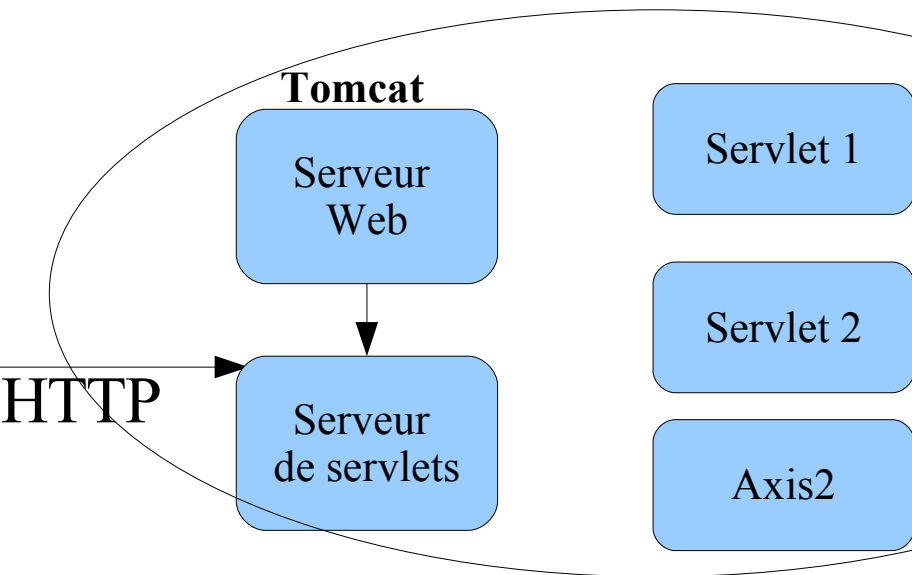 Tomcat
Serveur
Web
HTTP
Serveur
de servlets
Servlet 1
Servlet 2
Axis2